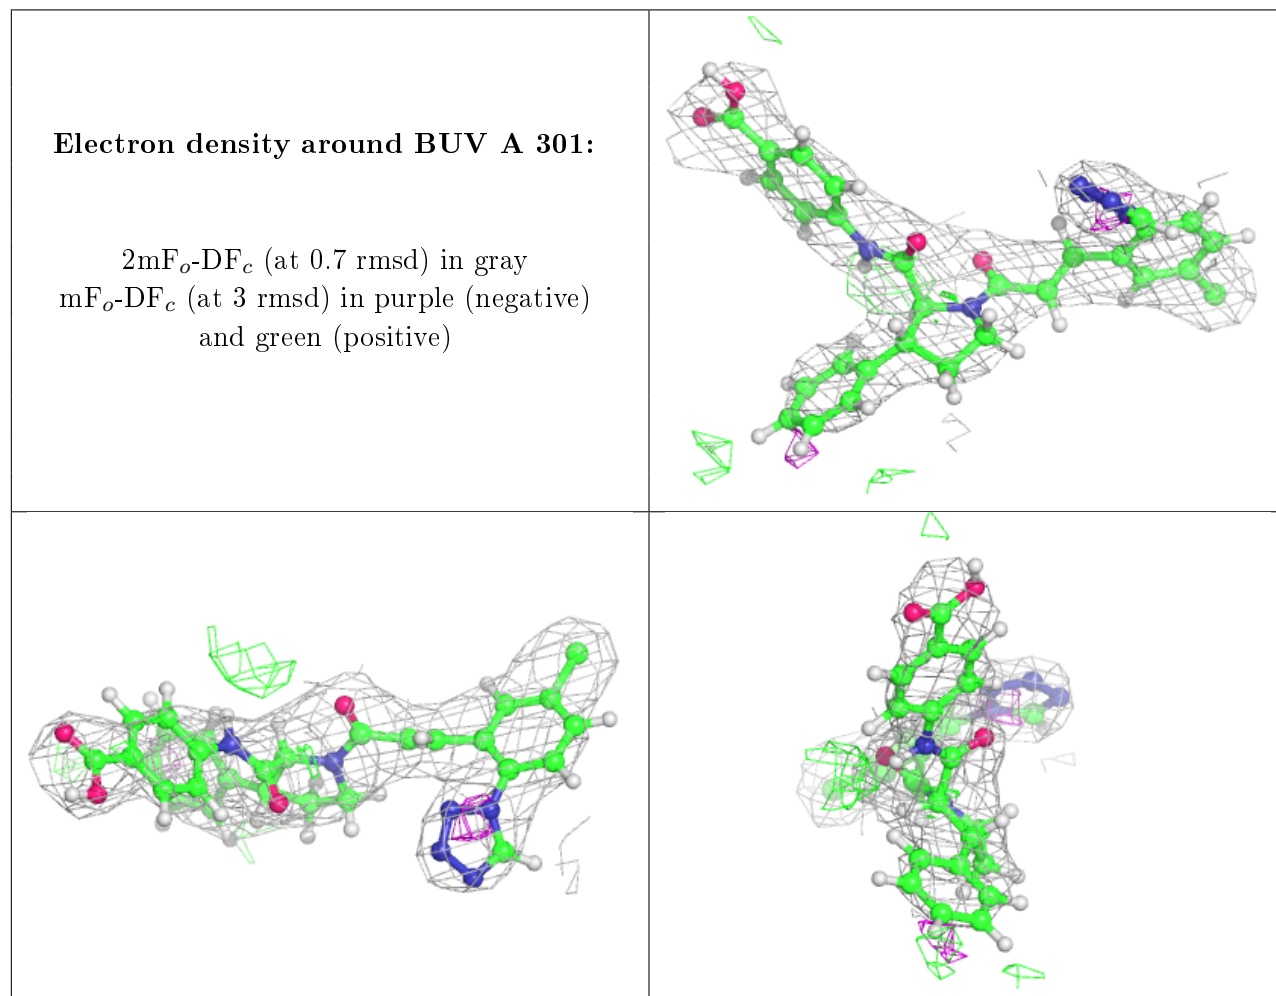 Electron density around BUV A 301:
2mFo-DFc (at 0.7 rmsd) in gray
mFo-DFc (at 3 rmsd) in purple (negative)
and green (positive)